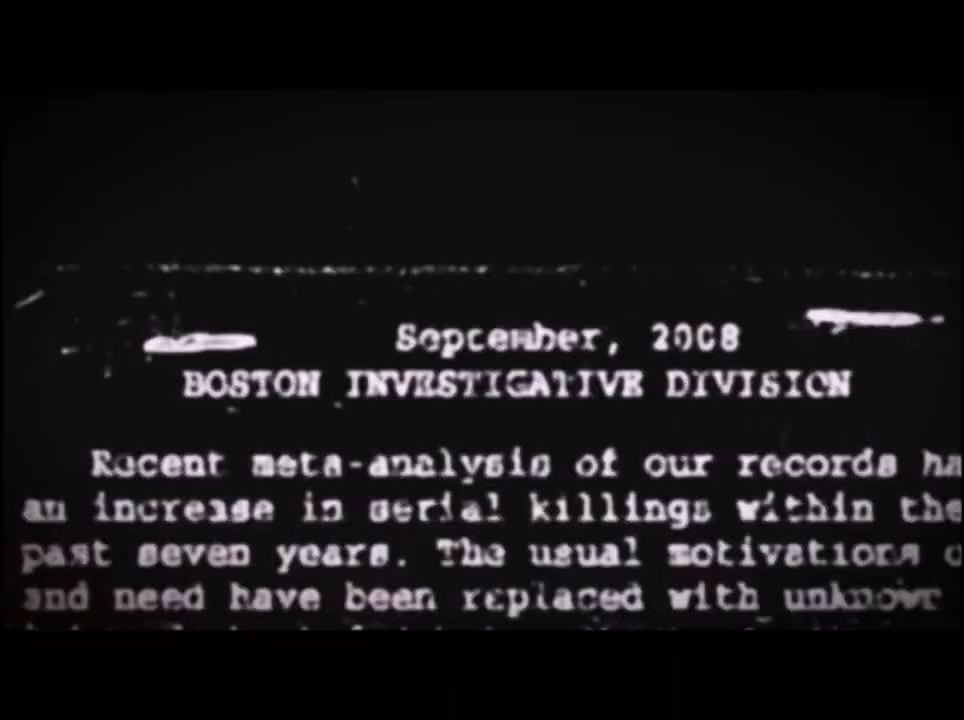 September, 2008
BOSTON INVESTIGATIVE DIVISION
Recent meta-analysis of our records ha
an increase in serial killings within the
past seven years. The usual motivations o
and need have been replaced with unknown